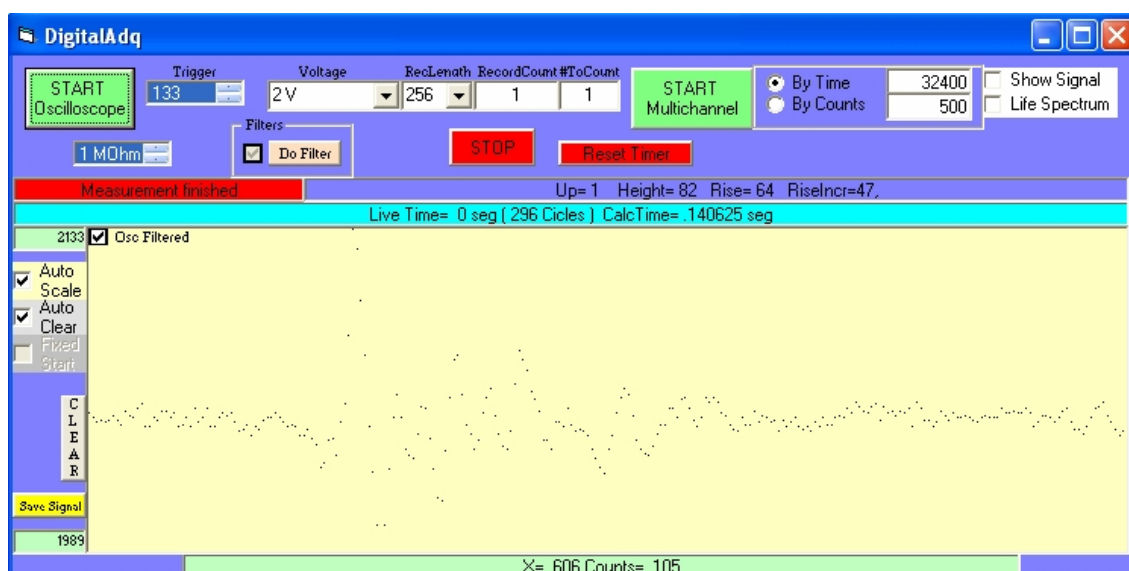 DigitalAdq
START Oscilloscope
Trigger
133
Voltage
2 V
RecLength RecordCount #ToCount
256 1 1
START Multichannel
By Time 32400
By Counts 500
Show Signal
Life Spectrum
1 MOhm
Filters
Do Filter
STOP
Reset Timer
Measurement finished
Up= 1 Height= 82 Rise= 64 RiseIncr=47,
Live Time= 0 seg ( 296 Cicles ) CalcTime= .140625 seg
2133
Osc Filtered
Auto
Scale
Auto
Clear
Fixed
Start
CLEAR
Save Signal
1989
X= 606 Counts= 105